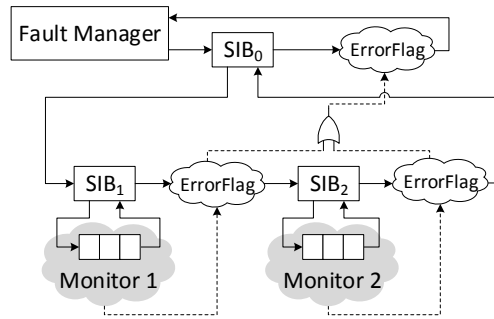 Fault Manager
SIB₀
ErrorFlag
SIB₁
ErrorFlag
SIB₂
ErrorFlag
Monitor 1
Monitor 2